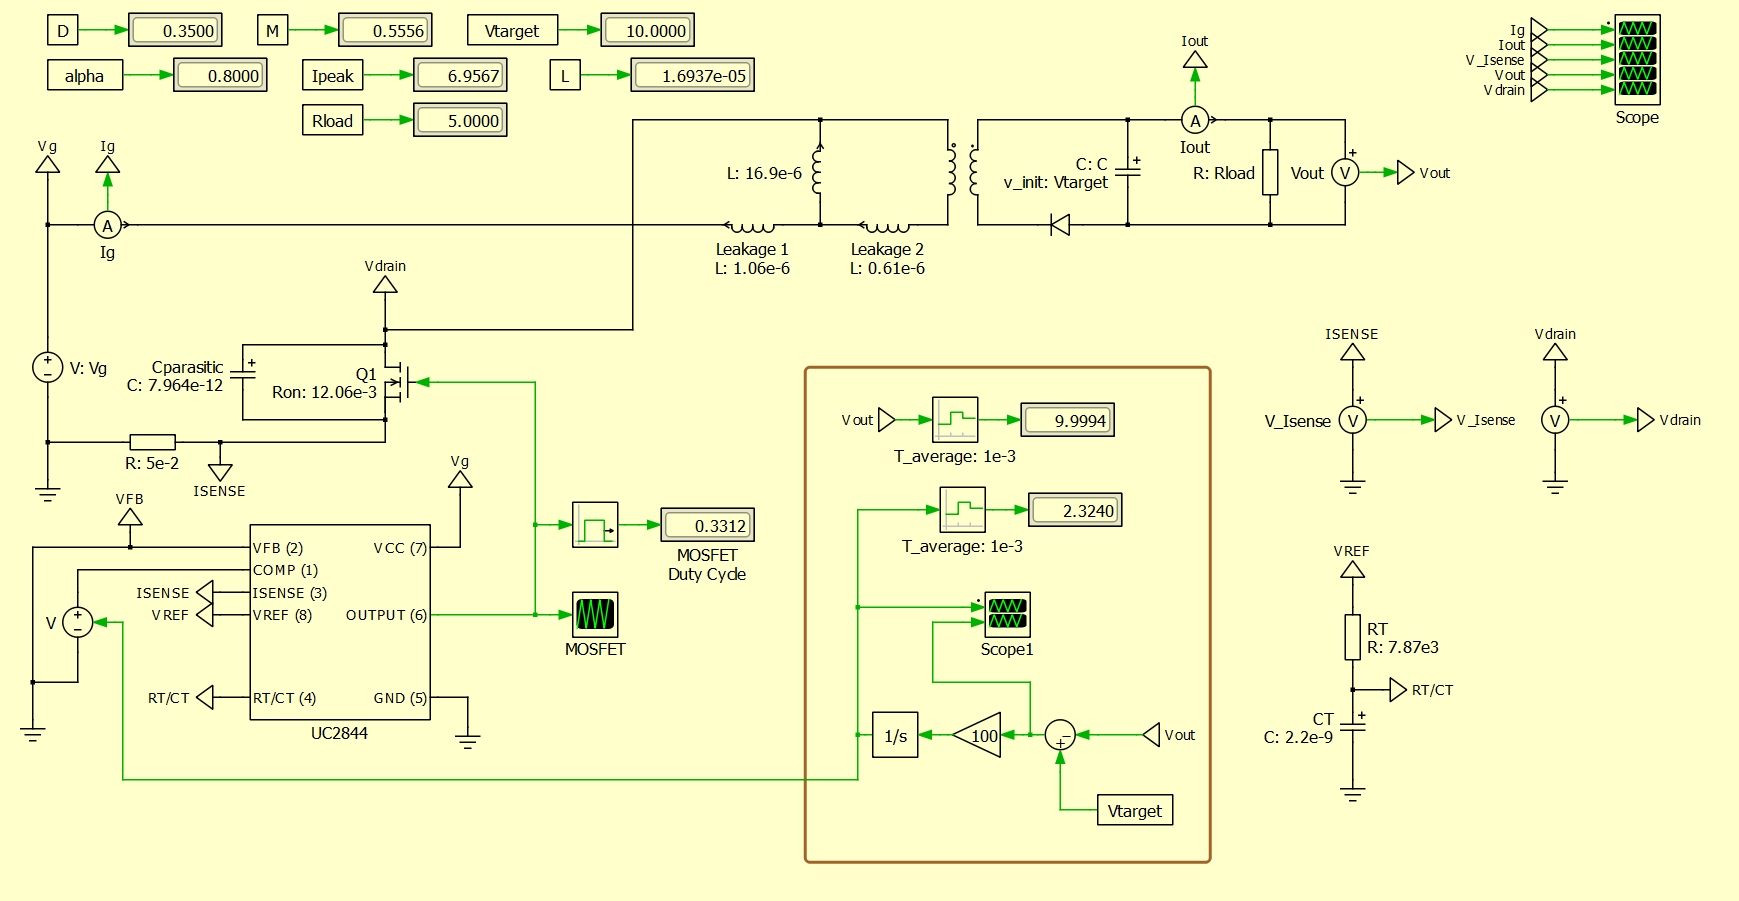 D
0.3500
M
0.5556
Vtarget
10.0000
alpha
0.8000
Ipeak
6.9567
L
1.6937e-05
Rload
5.0000
Ig
Iout
V_Isense
Vout
Vdrain
Scope
Vg
Ig
A
Ig
V: Vg
Iout
A
Iout
L: 16.9e-6
C: C
v_init: Vtarget
R: Rload
Vout
V
Vout
Leakage 1
L: 1.06e-6
Leakage 2
L: 0.61e-6
Vdrain
Cparasitic
C: 7.964e-12
Q1
Ron: 12.06e-3
R: 5e-2
ISENSE
VFB
Vg
VFB (2)
COMP (1)
ISENSE (3)
VREF (8)
RT/CT (4)
VCC (7)
OUTPUT (6)
GND (5)
ISENSE
VREF
RT/CT
V
UC2844
0.3312
MOSFET
Duty Cycle
MOSFET
Vout
9.9994
T_average: 1e-3
2.3240
T_average: 1e-3
Scope1
1/s
100
Vout
Vtarget
ISENSE
V_Isense
V
V_Isense
Vdrain
V
Vdrain
VREF
RT
R: 7.87e3
RT/CT
CT
C: 2.2e-9